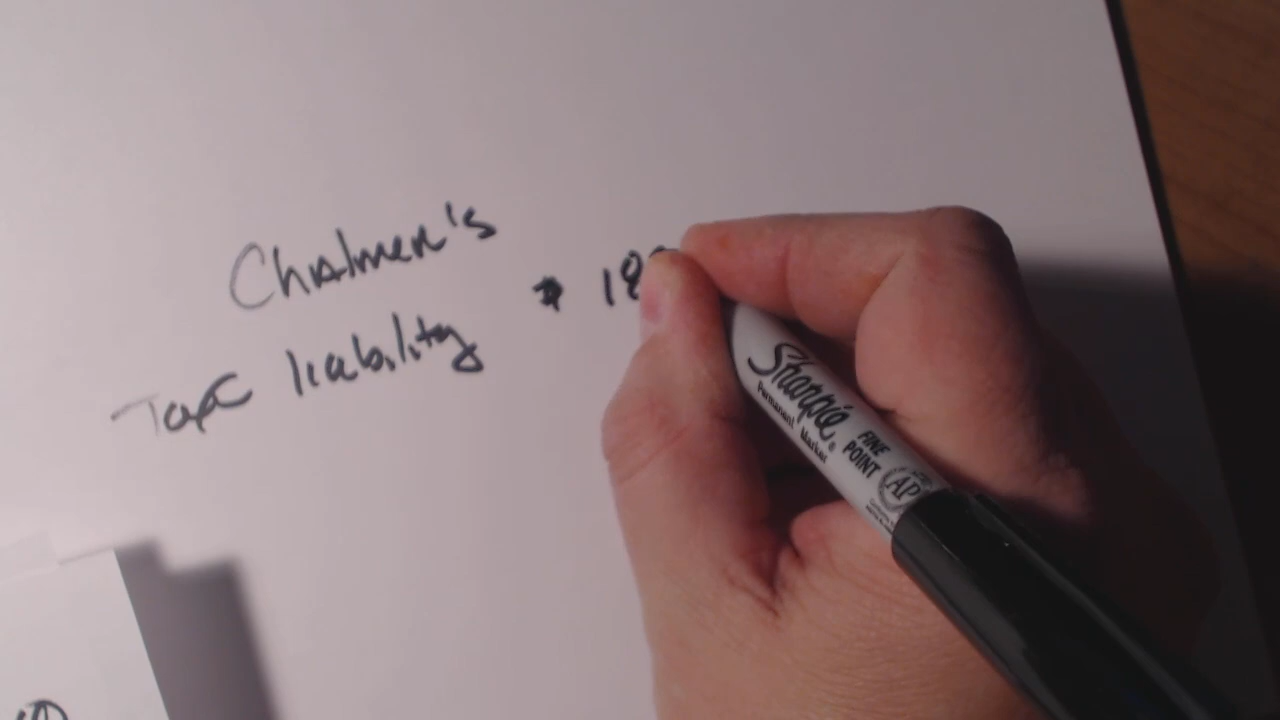 Chalmer's
Tax liability $ 18
Sharpie
Permanent Marker
FINE
POINT
AP